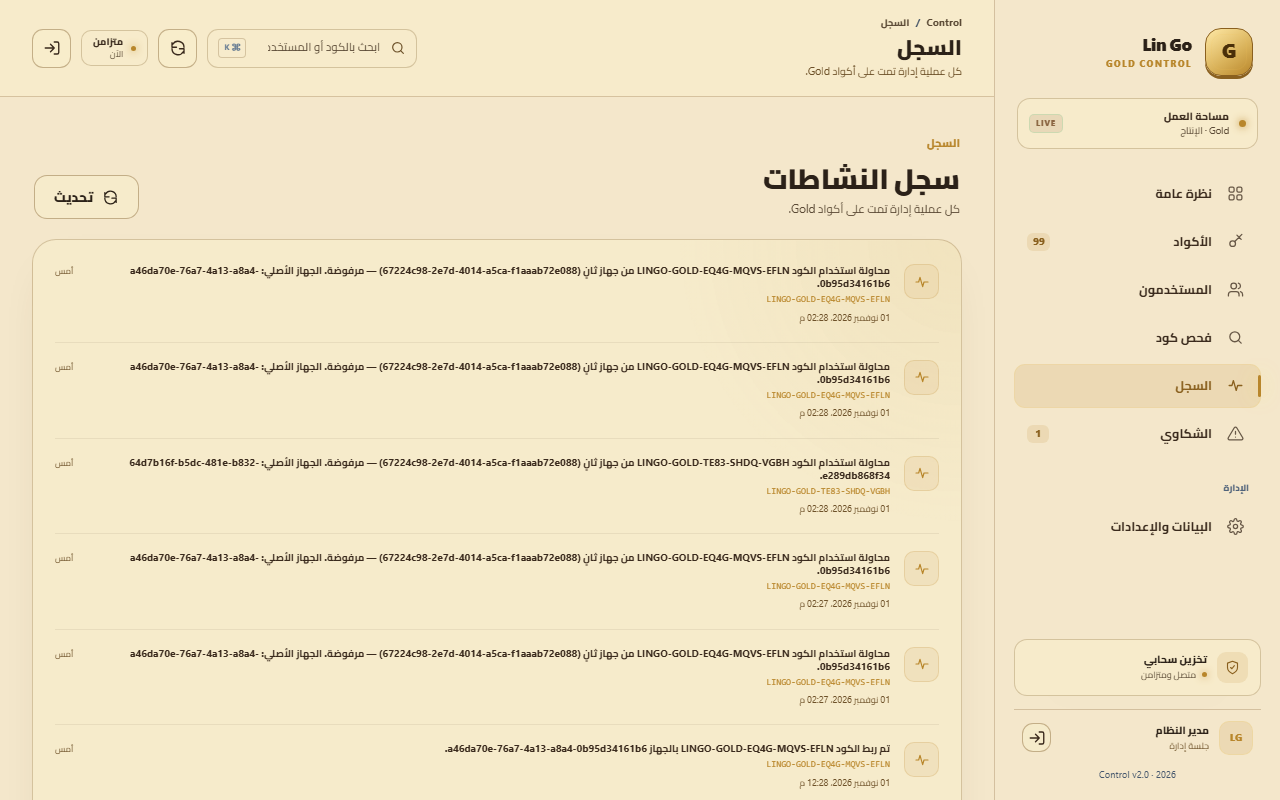 Lin Go
GOLD CONTROL
G
مساحة العمل
Gold · الإنتاج
LIVE
نظرة عامة
الأكواد
99
المستخدمون
فحص كود
السجل
الشكاوي
1
الإدارة
البيانات والإعدادات
تخزين سحابي
متصل ومتزامن
LG
مدير النظام
جلسة إدارة
Control v2.0 · 2026
Control / السجل
السجل
كل عملية إدارة تمت على أكواد Gold.
ابحث بالكود أو المستخد
⌘ K
متزامن
الآن
السجل
سجل النشاطات
كل عملية إدارة تمت على أكواد Gold.
تحديث
محاولة استخدام الكود LINGO-GOLD-EQ4G-MQVS-EFLN من جهاز ثانٍ (67224c98-2e7d-4014-a5ca-f1aaab72e088) — مرفوضة. الجهاز الأصلي: a46da70e-76a7-4a13-a8a4-
0b95d34161b6.
LINGO-GOLD-EQ4G-MQVS-EFLN
01 نوفمبر 2026، 02:28 م
أمس
محاولة استخدام الكود LINGO-GOLD-EQ4G-MQVS-EFLN من جهاز ثانٍ (67224c98-2e7d-4014-a5ca-f1aaab72e088) — مرفوضة. الجهاز الأصلي: a46da70e-76a7-4a13-a8a4-
0b95d34161b6.
LINGO-GOLD-EQ4G-MQVS-EFLN
01 نوفمبر 2026، 02:28 م
أمس
محاولة استخدام الكود LINGO-GOLD-TE83-SHDQ-VGBH من جهاز ثانٍ (67224c98-2e7d-4014-a5ca-f1aaab72e088) — مرفوضة. الجهاز الأصلي: 64d7b16f-b5dc-481e-b832-
e289db868f34.
LINGO-GOLD-TE83-SHDQ-VGBH
01 نوفمبر 2026، 02:28 م
أمس
محاولة استخدام الكود LINGO-GOLD-EQ4G-MQVS-EFLN من جهاز ثانٍ (67224c98-2e7d-4014-a5ca-f1aaab72e088) — مرفوضة. الجهاز الأصلي: a46da70e-76a7-4a13-a8a4-
0b95d34161b6.
LINGO-GOLD-EQ4G-MQVS-EFLN
01 نوفمبر 2026، 02:27 م
أمس
محاولة استخدام الكود LINGO-GOLD-EQ4G-MQVS-EFLN من جهاز ثانٍ (67224c98-2e7d-4014-a5ca-f1aaab72e088) — مرفوضة. الجهاز الأصلي: a46da70e-76a7-4a13-a8a4-
0b95d34161b6.
LINGO-GOLD-EQ4G-MQVS-EFLN
01 نوفمبر 2026، 02:27 م
أمس
تم ربط الكود LINGO-GOLD-EQ4G-MQVS-EFLN بالجهاز a46da70e-76a7-4a13-a8a4-0b95d34161b6.
LINGO-GOLD-EQ4G-MQVS-EFLN
01 نوفمبر 2026، 12:28 م
أمس